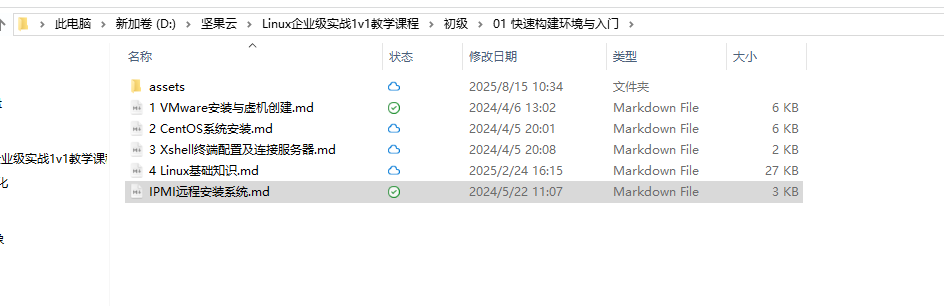 此电脑 > 新加卷 (D:) > 坚果云 > Linux企业级实战1v1教学课程 > 初级 > 01 快速构建环境与入门 >
名称 状态 修改日期 类型 大小
assets 2025/8/15 10:34 文件夹
1 VMware安装与虚机创建.md 2024/4/6 13:02 Markdown File 6 KB
2 CentOS系统安装.md 2024/4/5 20:01 Markdown File 6 KB
3 Xshell终端配置及连接服务器.md 2024/4/5 20:08 Markdown File 2 KB
企业级实战1v1教学课程
4 Linux基础知识.md 2025/2/24 16:15 Markdown File 27 KB
化
IPMI远程安装系统.md 2024/5/22 11:07 Markdown File 3 KB